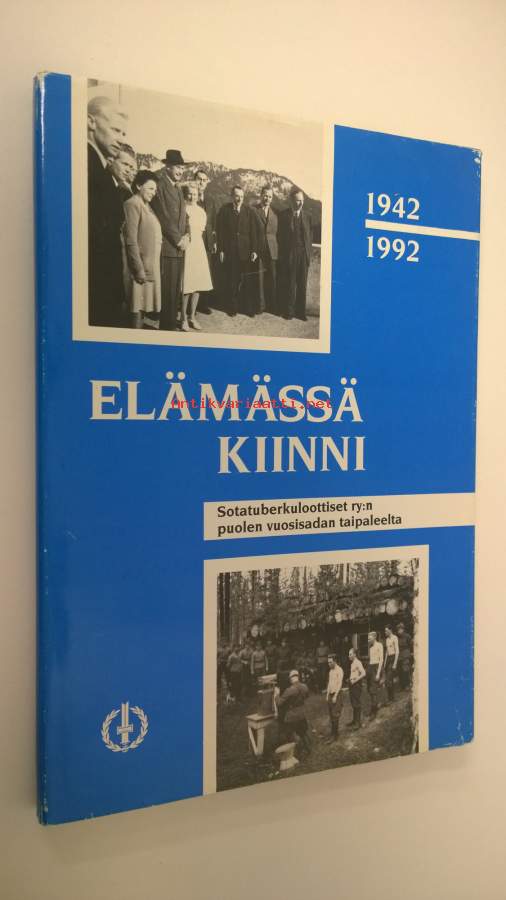 1942
1992
ELÄMÄSSÄ
antikvariaatti.net
KIINNI
Sotatuberkuloottiset ry:n
puolen vuosisadan taipaleelta